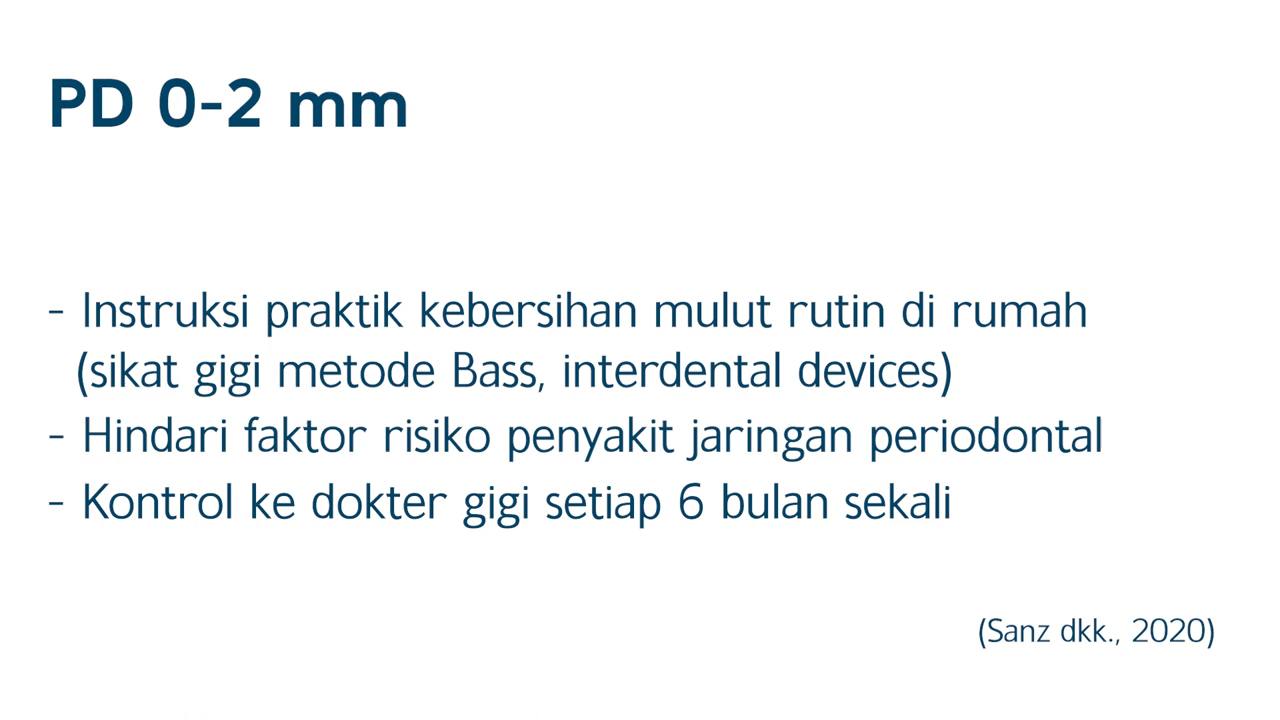 PD 0-2 mm
- Instruksi praktik kebersihan mulut rutin di rumah
(sikat gigi metode Bass, interdental devices)
- Hindari faktor risiko penyakit jaringan periodontal
- Kontrol ke dokter gigi setiap 6 bulan sekali
(Sanz dkk., 2020)